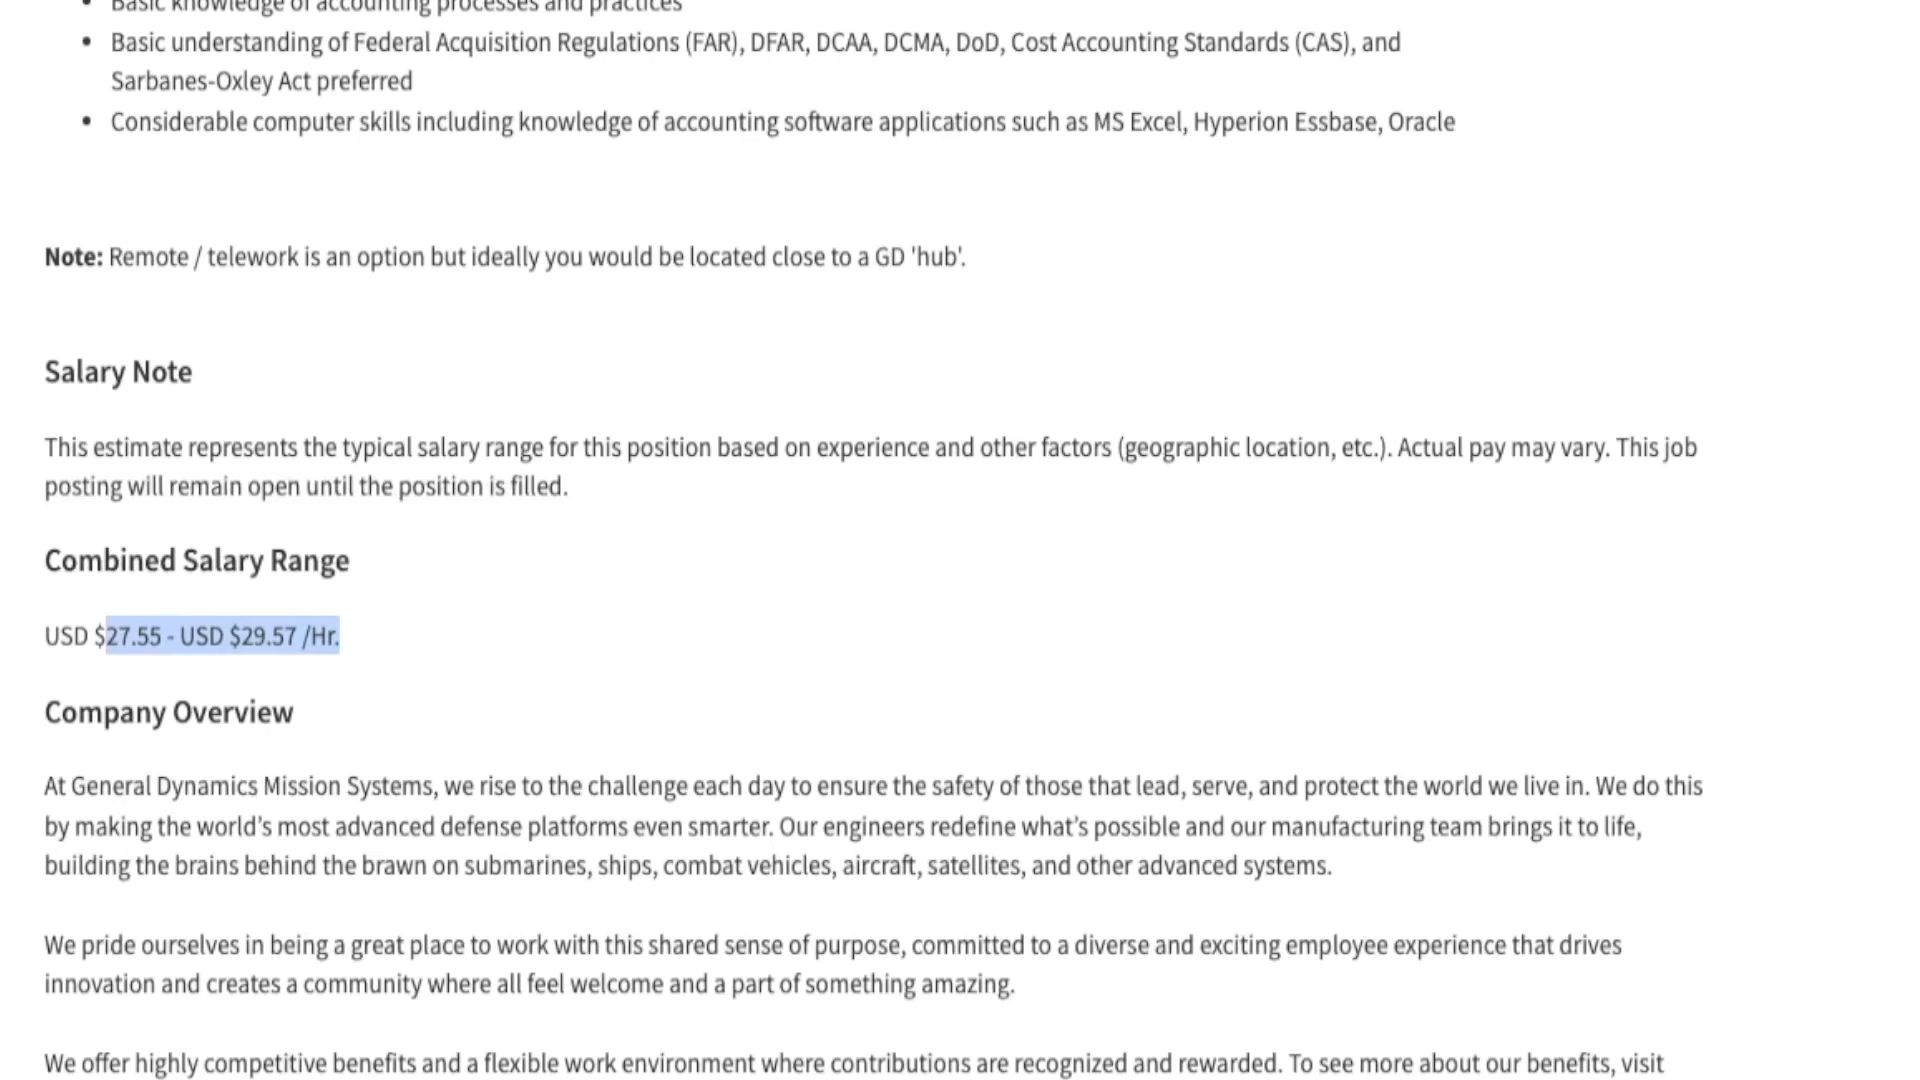 Basic knowledge of accounting processes and practices
• Basic understanding of Federal Acquisition Regulations (FAR), DFAR, DCAA, DCMA, DoD, Cost Accounting Standards (CAS), and
Sarbanes-Oxley Act preferred
• Considerable computer skills including knowledge of accounting software applications such as MS Excel, Hyperion Essbase, Oracle
Note: Remote / telework is an option but ideally you would be located close to a GD 'hub'.
Salary Note
This estimate represents the typical salary range for this position based on experience and other factors (geographic location, etc.). Actual pay may vary. This job
posting will remain open until the position is filled.
Combined Salary Range
USD $27.55 - USD $29.57 /Hr.
Company Overview
At General Dynamics Mission Systems, we rise to the challenge each day to ensure the safety of those that lead, serve, and protect the world we live in. We do this
by making the world’s most advanced defense platforms even smarter. Our engineers redefine what’s possible and our manufacturing team brings it to life,
building the brains behind the brawn on submarines, ships, combat vehicles, aircraft, satellites, and other advanced systems.
We pride ourselves in being a great place to work with this shared sense of purpose, committed to a diverse and exciting employee experience that drives
innovation and creates a community where all feel welcome and a part of something amazing.
We offer highly competitive benefits and a flexible work environment where contributions are recognized and rewarded. To see more about our benefits, visit